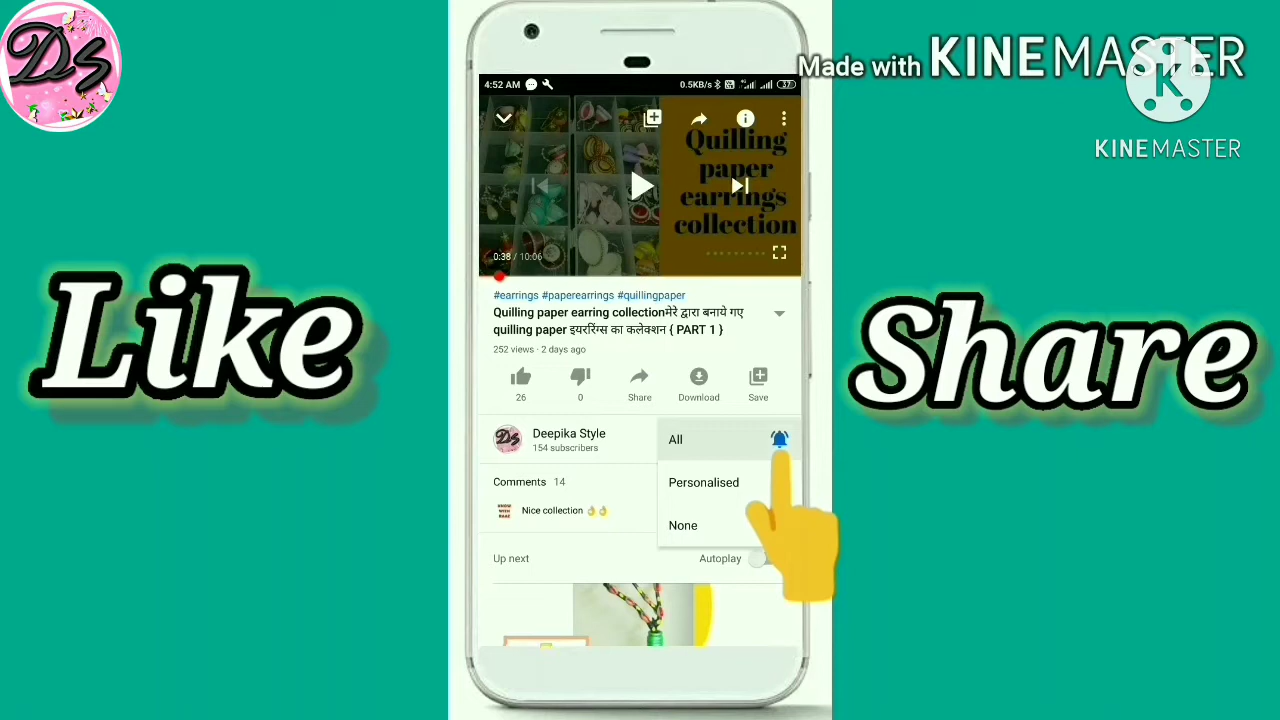 Ds
Made with KINEMASTER
KINEMASTER
4:52 AM
0.5KB/s
37
Quilling
paper
earrings
collection
0:38 / 10:06
#earrings #paperearrings #quillingpaper
Quilling paper earring collectionमेरे द्वारा बनाये गए
quilling paper इयररिंग्स का कलेक्शन { PART 1 }
252 views · 2 days ago
26
0
Share
Download
Save
Like
Share
Ds
Deepika Style
154 subscribers
All
Personalised
None
Comments 14
Nice collection 👌👌
Up next
Autoplay